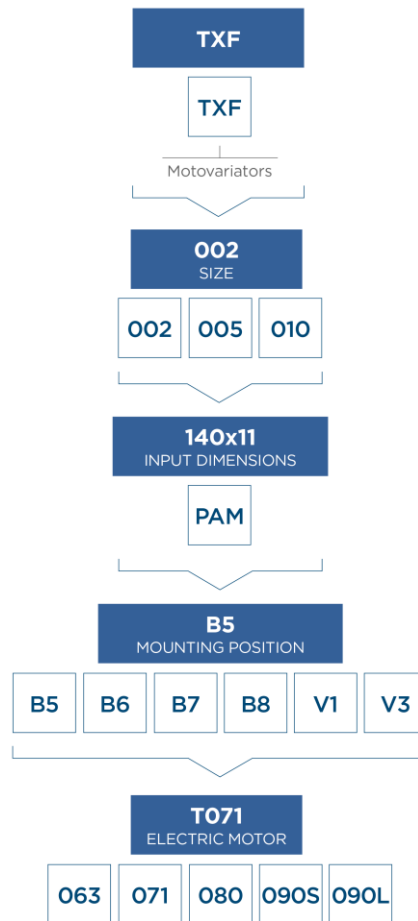 TXF
TXF
Motovariators
002
SIZE
002 005 010
140x11
INPUT DIMENSIONS
PAM
B5
MOUNTING POSITION
B5 B6 B7 B8 V1 V3
T071
ELECTRIC MOTOR
063 071 080 090S 090L